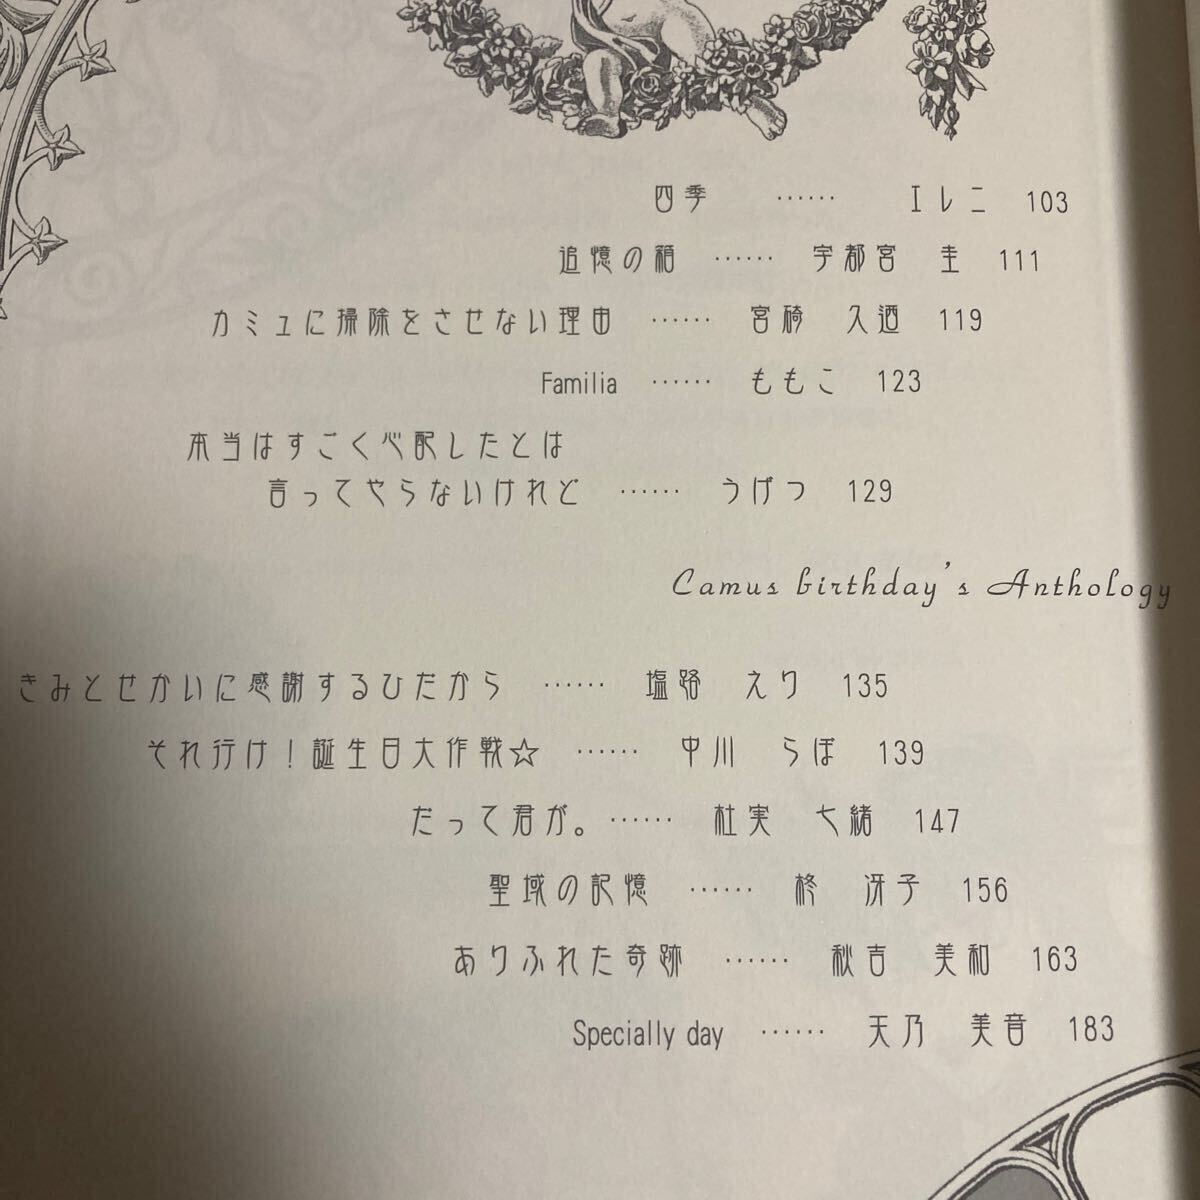 四季 …… エレニ 103
追憶の箱 …… 宇都宮 圭 111
カミュに掃除をさせない理由 …… 宮碕 久迺 119
Familia …… ももこ 123
本当はすごく心配したとは
言ってやらないけれど …… うげつ 129
Camus birthday's Anthology
きみとせかいに感謝するひだから …… 塩路 えり 135
それ行け！誕生日大作戦☆ …… 中川 らぼ 139
だって君が。…… 杜実 七緒 147
聖域の記憶 …… 柊 冴子 156
ありふれた奇跡 …… 秋吉 美和 163
Specially day …… 天乃 美音 183